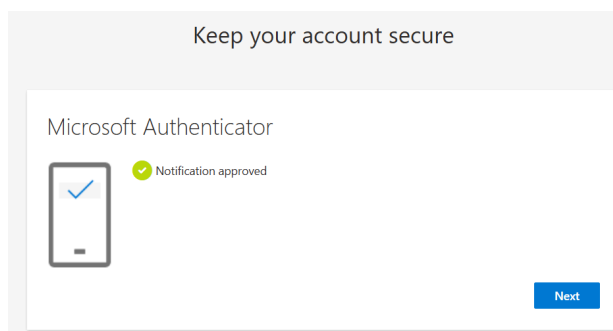 Keep your account secure
Microsoft Authenticator
Notification approved
Next